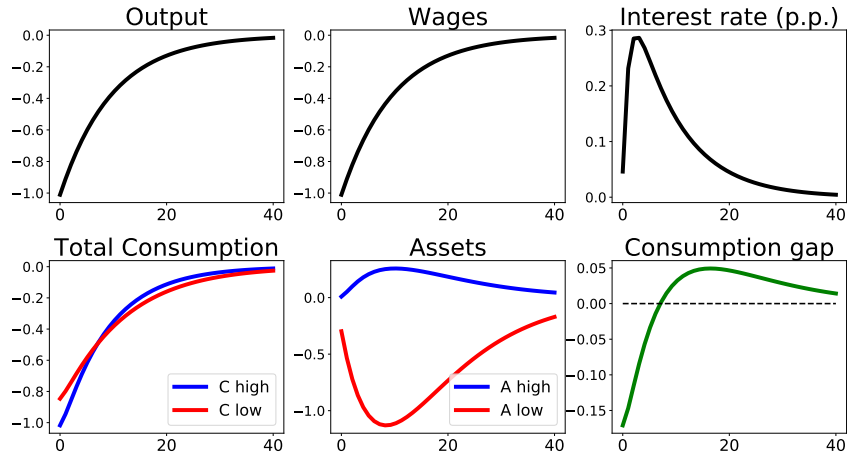 Output
0.0
−0.2
−0.4
−0.6
−0.8
−1.0
0 20 40
Wages
0.0
−0.2
−0.4
−0.6
−0.8
−1.0
0 20 40
Interest rate (p.p.)
0.3
0.2
0.1
0.0
0 20 40
Total Consumption
0.0
−0.2
−0.4
−0.6
−0.8
−1.0
0 20 40
C high
C low
Assets
0.0
−0.5
−1.0
0 20 40
A high
A low
Consumption gap
0.05
0.00
−0.05
−0.10
−0.15
0 20 40